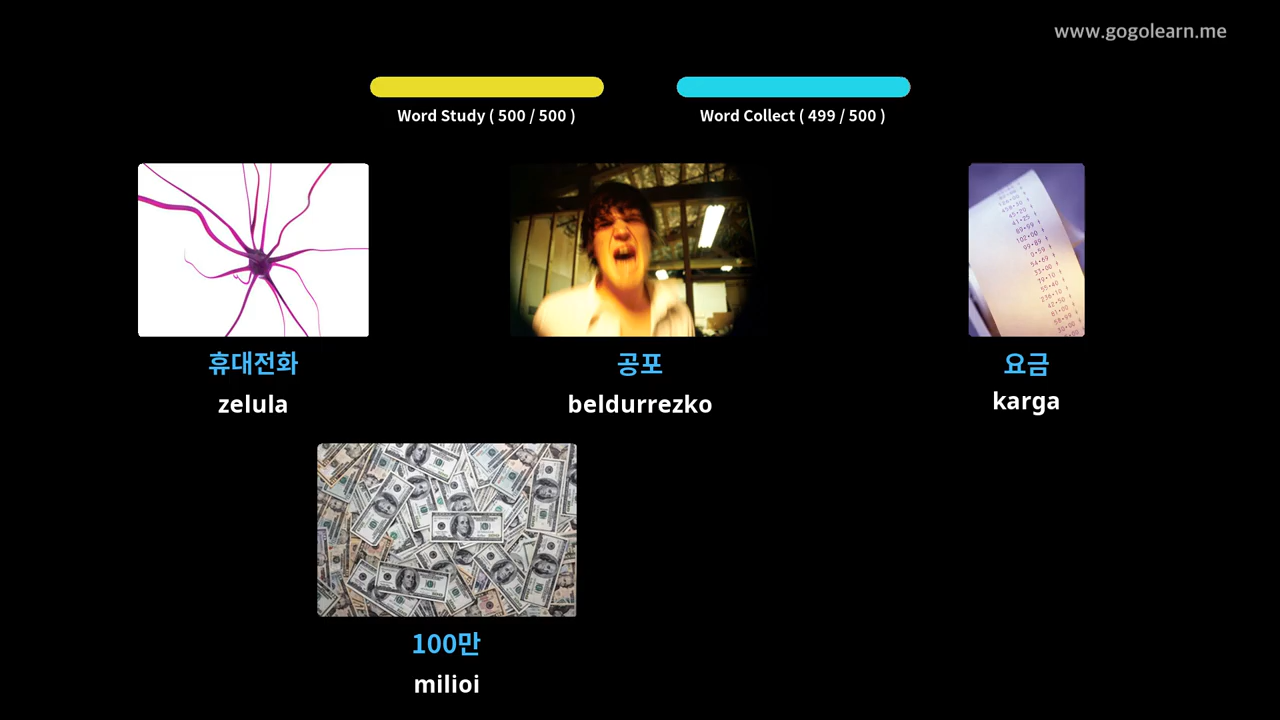 www.gogolearn.me
Word Study ( 500 / 500 )
Word Collect ( 499 / 500 )
휴대전화
zelula
공포
beldurrezko
요금
karga
100만
milioi